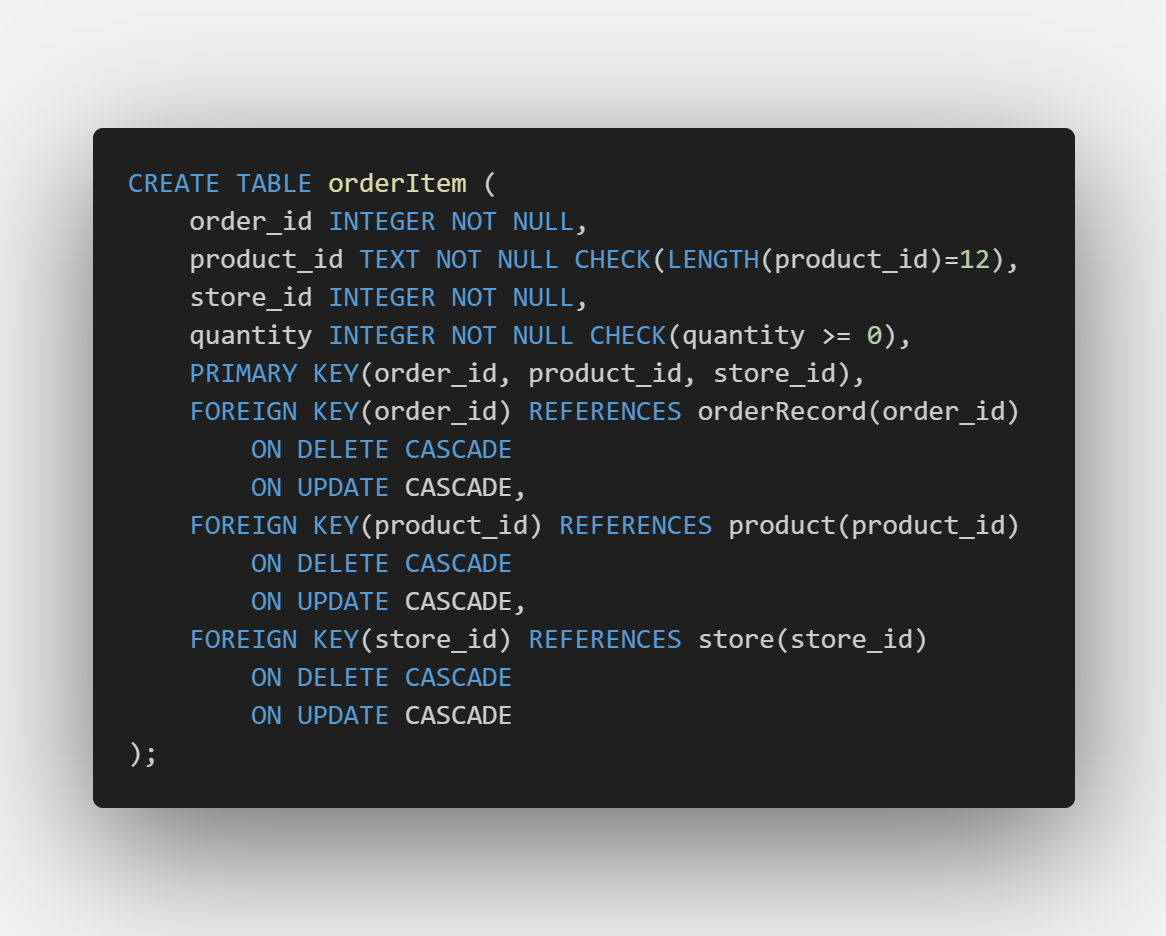 CREATE TABLE orderItem (
    order_id INTEGER NOT NULL,
    product_id TEXT NOT NULL CHECK(LENGTH(product_id)=12),
    store_id INTEGER NOT NULL,
    quantity INTEGER NOT NULL CHECK(quantity >= 0),
    PRIMARY KEY(order_id, product_id, store_id),
    FOREIGN KEY(order_id) REFERENCES orderRecord(order_id)
        ON DELETE CASCADE
        ON UPDATE CASCADE,
    FOREIGN KEY(product_id) REFERENCES product(product_id)
        ON DELETE CASCADE
        ON UPDATE CASCADE,
    FOREIGN KEY(store_id) REFERENCES store(store_id)
        ON DELETE CASCADE
        ON UPDATE CASCADE
);